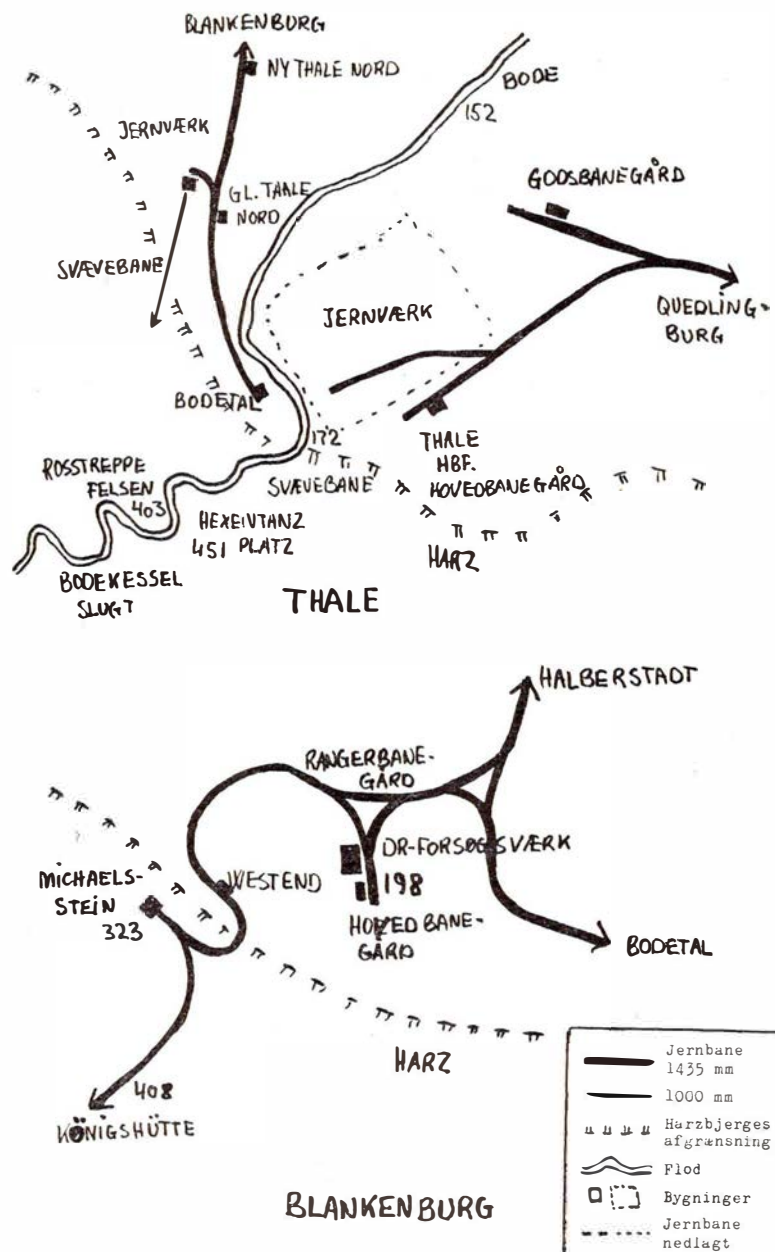 BLANKENBURG
NY THALE NORD
BODE
152
JERNVÆRK
GODSBANEGÅRD
GL. THALE
NORD
SVÆVEBANE
JERNVÆRK
QUEDLING-
BURG
BODETAL
172
THALE
HBF.
HOVEDBANEGÅRD
ROSSTREPPE
FELSEN
403
SVÆVEBANE
HEXENTANZ
451 PLATZ
HARZ
BODEKESSEL
SLUGT
THALE
HALBERSTADT
RANGERBANE-
GÅRD
DR-FORSØGSVÆRK
MICHAELS-
STEIN
323
WESTEND
198
HOVEDBANE-
GÅRD
BODETAL
HARZ
408
KÖNIGSHÜTTE
BLANKENBURG
Jernbane
1435 mm
1000 mm
Harzbjerges
afgrænsning
Flod
Bygninger
Jernbane
nedlagt